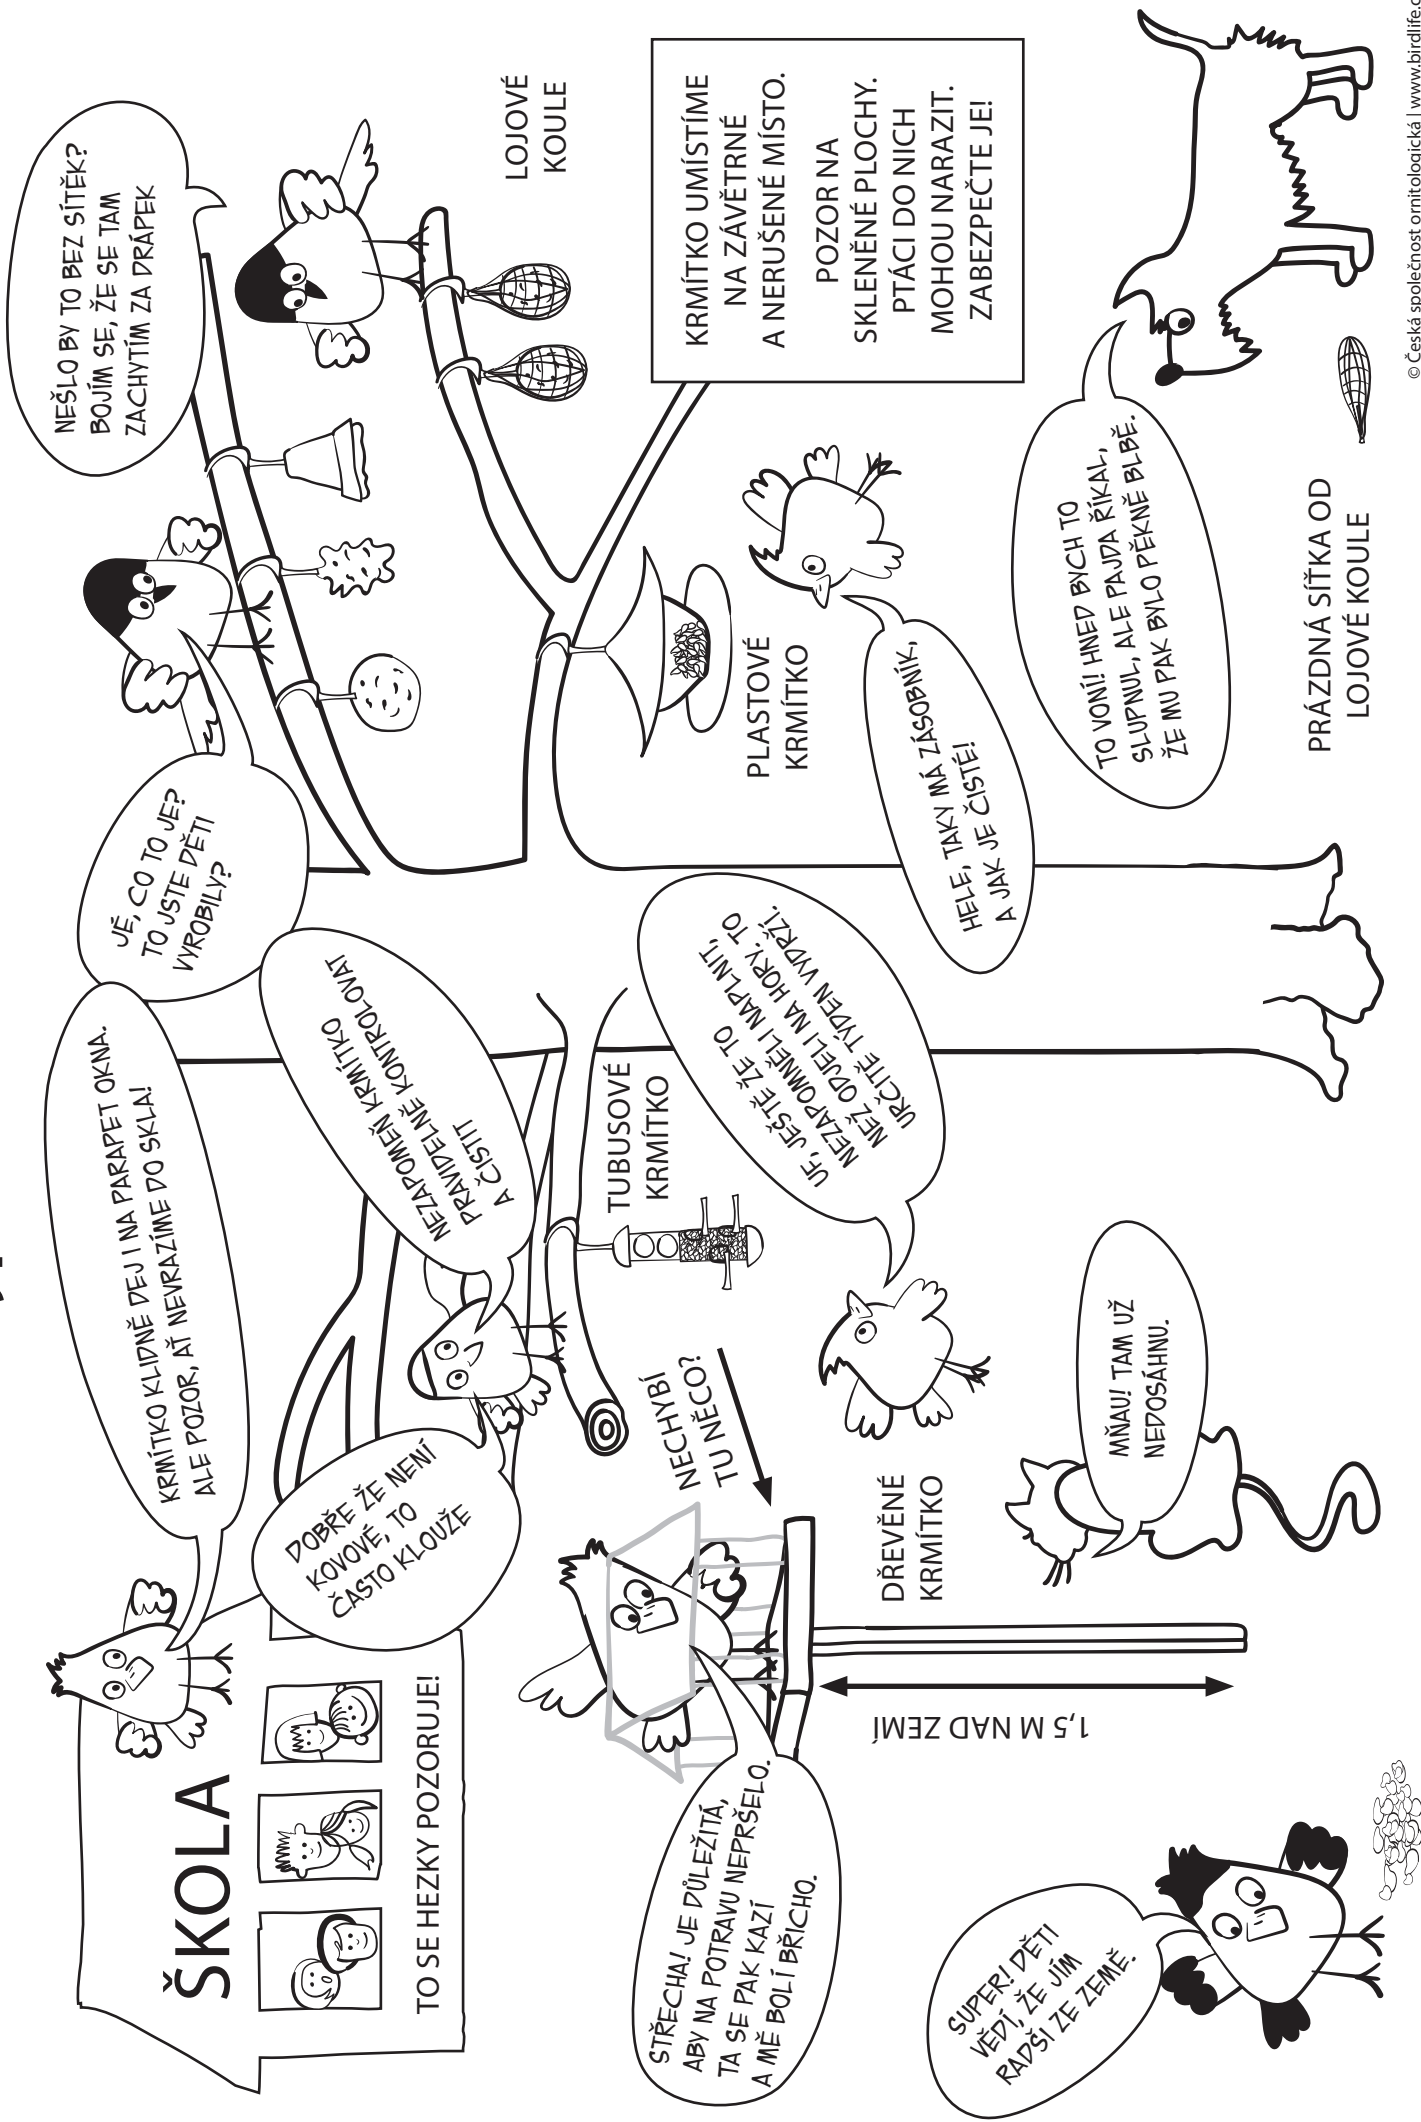 ŠKOLA
TO SE HEZKY POZORUJE!
KRMÍTKO KLIDNĚ DEJ I NA PARAPET OKNA.
ALE POZOR, AŤ NEVRAZÍME DO SKLA!
JÉ, CO TO JE?
TO JSTE DĚTI
VYROBILY?
NEŠLO BY TO BEZ SÍTĚK?
BOJÍM SE, ŽE SE TAM
ZACHYTÍM ZA DRÁPEK
DOBŘE ŽE NENÍ
KOVOVÉ, TO
ČASTO KLOUŽE
NEZAPOMEŇ KRMÍTKO
PRAVIDELNĚ KONTROLOVAT
A ČISTIT
LOJOVÉ
KOULE
STŘECHA! JE DŮLEŽITÁ,
ABY NA POTRAVU NEPRŠELO.
TA SE PAK KAZÍ
A MĚ BOLÍ BŘICHO.
NECHYBÍ
TU NĚCO?
TUBUSOVÉ
KRMÍTKO
UF, JEŠTĚ ŽE TO
NEZAPOMNĚLI NAPLNIT,
NEŽ ODJELI NA HORY. TO
URČITĚ TÝDEN VYDRŽÍ.
PLASTOVÉ
KRMÍTKO
KRMÍTKO UMÍSTÍME
NA ZÁVĚTRNÉ
A NERUŠENÉ MÍSTO.
POZOR NA
SKLENĚNÉ PLOCHY.
PTÁCI DO NICH
MOHOU NARAZIT.
ZABEZPEČTE JE!
DŘEVĚNÉ
KRMÍTKO
1,5 M NAD ZEMÍ
HELE, TAKY MÁ ZÁSOBNÍK,
A JAK JE ČISTÉ!
SUPER! DĚTI
VĚDÍ, ŽE JÍM
RADŠI ZE ZEMĚ.
MŇAU! TAM UŽ
NEDOSÁHNU.
TO VONÍ! HNED BYCH TO
SLUPNUL, ALE PAJDA ŘÍKAL,
ŽE MU PAK BYLO PĚKNĚ BLBĚ.
PRÁZDNÁ SÍŤKA OD
LOJOVÉ KOULE
© Česká společnost ornitologická | www.birdlife.c